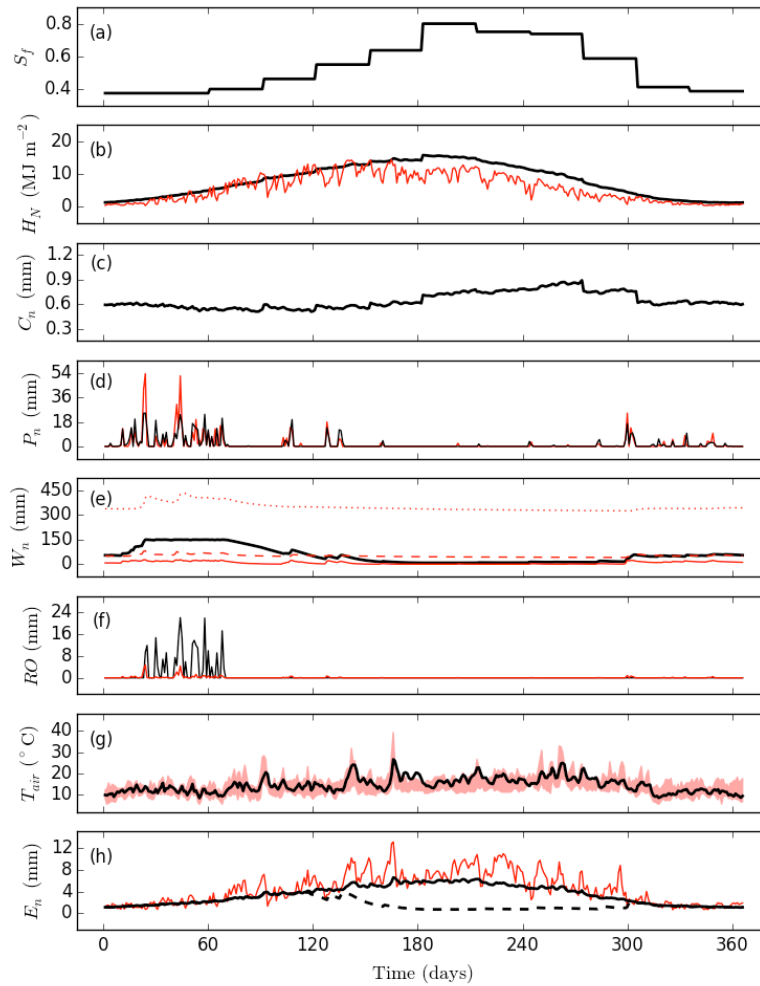 (a)
S_f
0.8
0.6
0.4
(b)
H_N (MJ m⁻²)
20
10
0
(c)
C_n (mm)
1.2
0.9
0.6
0.3
(d)
P_n (mm)
54
36
18
0
(e)
W_n (mm)
450
300
150
0
(f)
RO (mm)
24
16
8
0
(g)
T_air (° C)
40
30
20
10
(h)
E_n (mm)
12
8
4
0
0 60 120 180 240 300 360
Time (days)